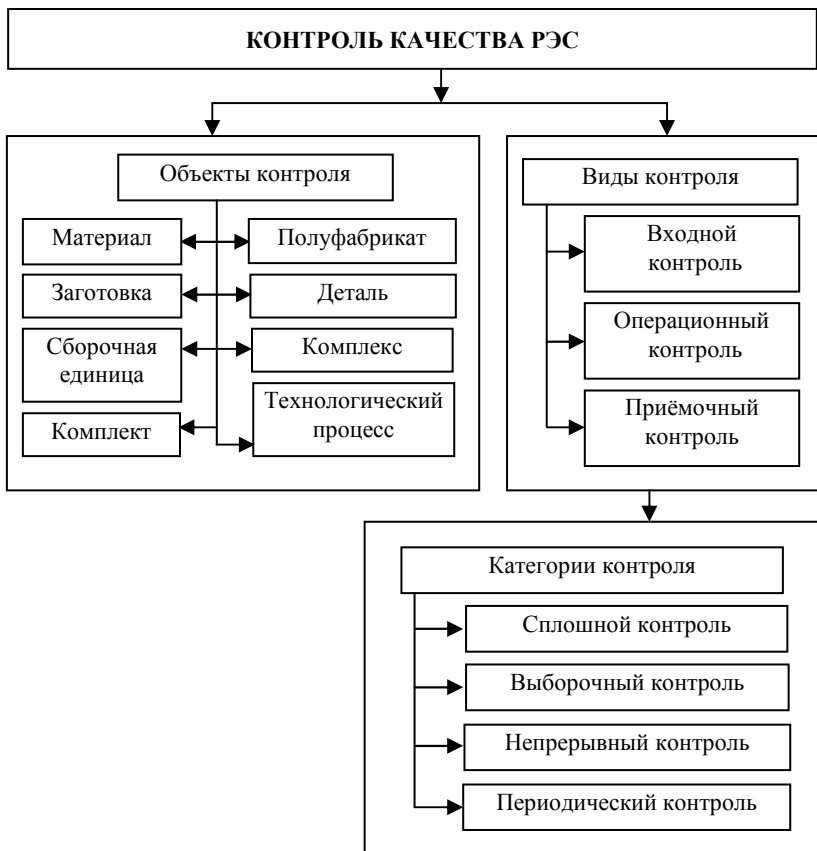 КОНТРОЛЬ КАЧЕСТВА РЭС
Объекты контроля
Материал
Полуфабрикат
Заготовка
Деталь
Сборочная
единица
Комплекс
Комплект
Технологический
процесс
Виды контроля
Входной
контроль
Операционный
контроль
Приёмочный
контроль
Категории контроля
Сплошной контроль
Выборочный контроль
Непрерывный контроль
Периодический контроль